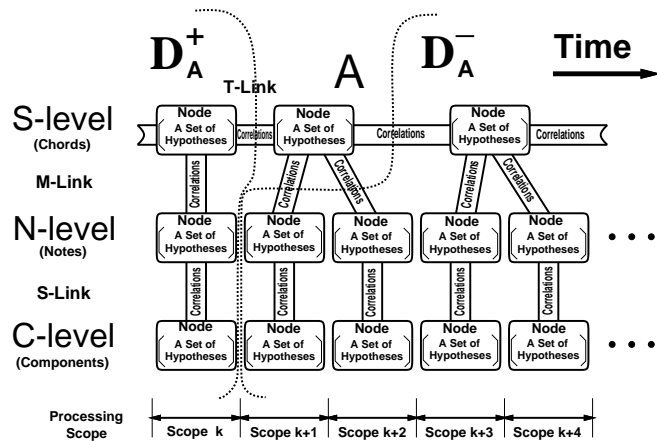 D_A^+
A
D_A^-
Time
T-Link
S-level
(Chords)
Node
A Set of
Hypotheses
Correlations
Node
A Set of
Hypotheses
Correlations
Node
A Set of
Hypotheses
Correlations
M-Link
Correlations
Correlations
Correlations
Correlations
Correlations
N-level
(Notes)
Node
A Set of
Hypotheses
Node
A Set of
Hypotheses
Node
A Set of
Hypotheses
Node
A Set of
Hypotheses
Node
A Set of
Hypotheses
• • •
S-Link
Correlations
Correlations
Correlations
Correlations
Correlations
C-level
(Components)
Node
A Set of
Hypotheses
Node
A Set of
Hypotheses
Node
A Set of
Hypotheses
Node
A Set of
Hypotheses
Node
A Set of
Hypotheses
• • •
Processing
Scope
Scope k
Scope k+1
Scope k+2
Scope k+3
Scope k+4